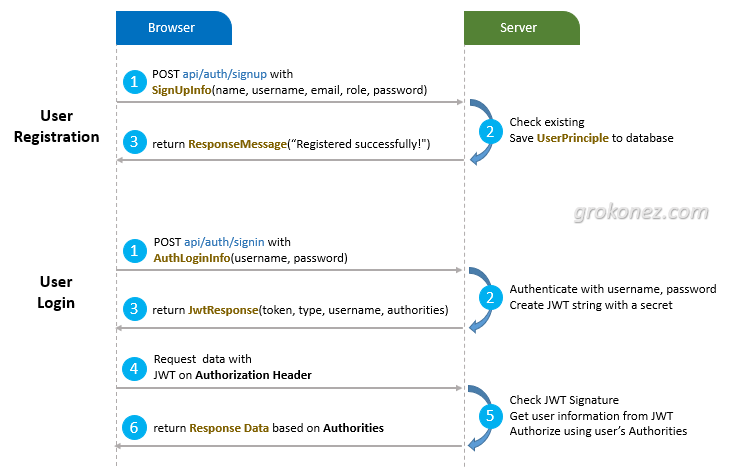 Browser
Server
User
Registration
1
POST api/auth/signup with
SignUpInfo(name, username, email, role, password)
2
Check existing
Save UserPrinciple to database
3
return ResponseMessage(“Registered successfully!")
grokonez.com
User
Login
1
POST api/auth/signin with
AuthLoginInfo(username, password)
2
Authenticate with username, password
Create JWT string with a secret
3
return JwtResponse(token, type, username, authorities)
4
Request  data with
JWT on Authorization Header
5
Check JWT Signature
Get user information from JWT
Authorize using user’s Authorities
6
return Response Data based on Authorities